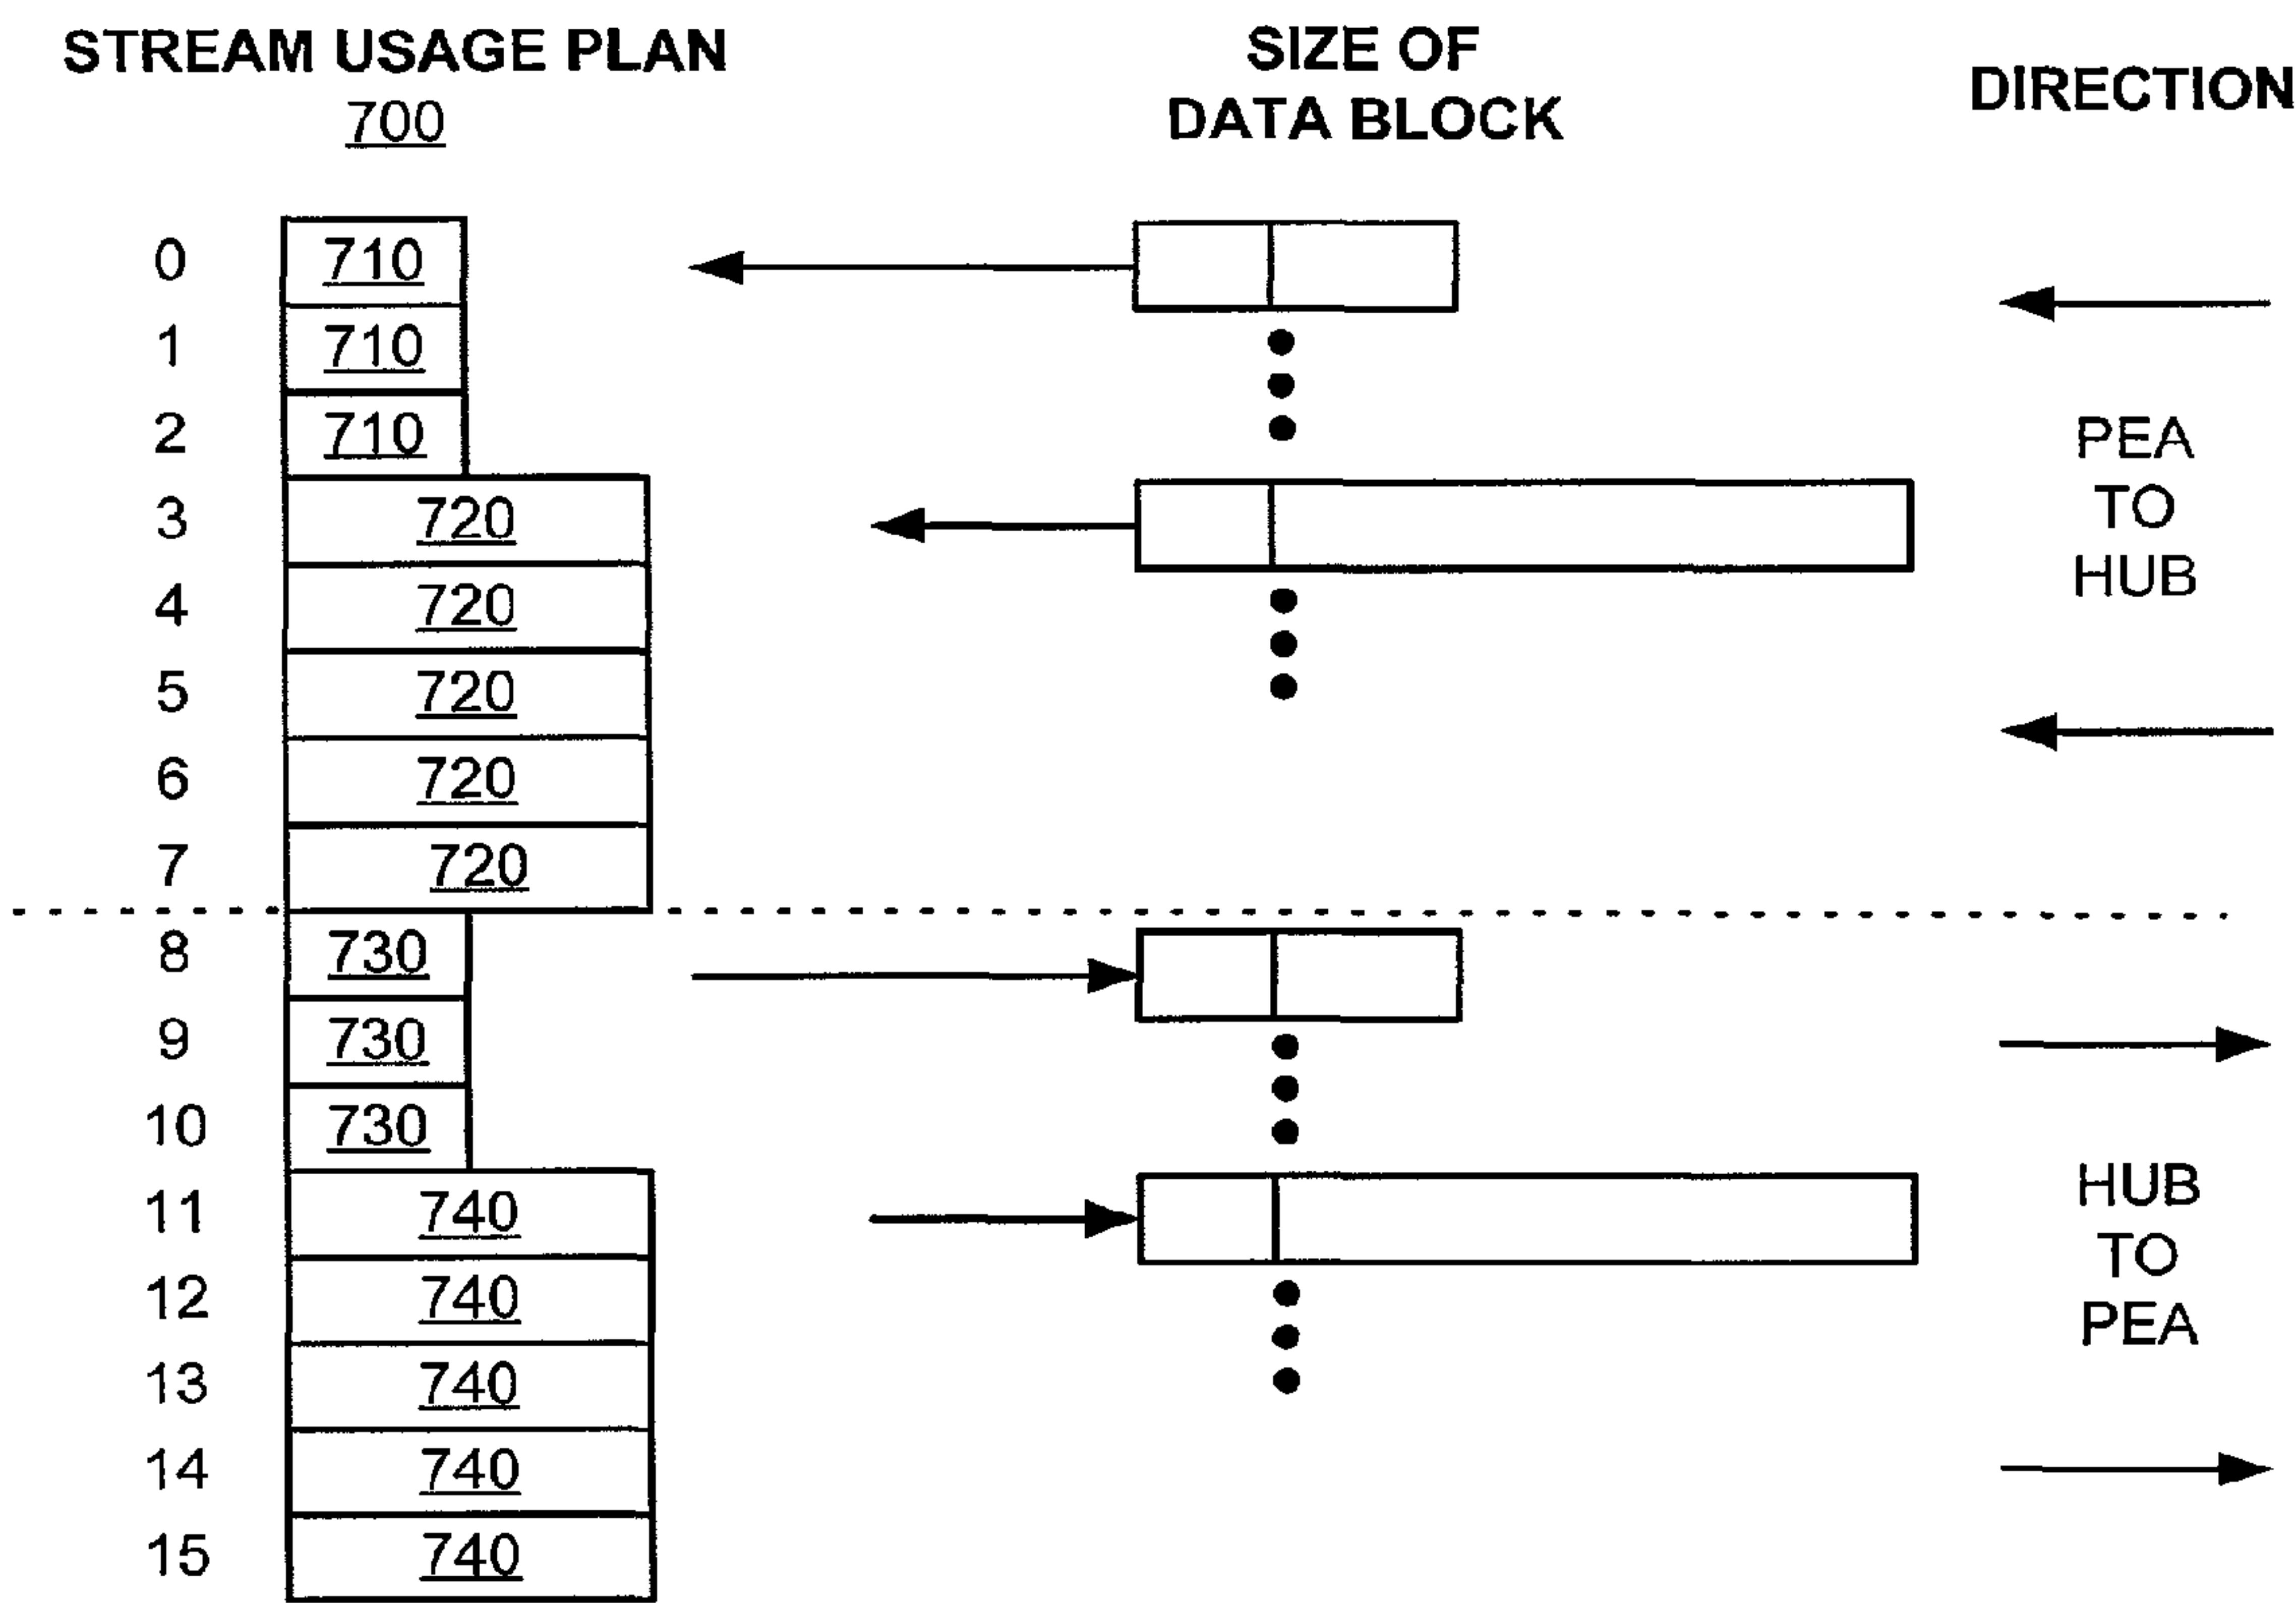 STREAM USAGE PLAN
700
SIZE OF
DATA BLOCK
DIRECTION
0 710
1 710
2 710
3 720
4 720
5 720
6 720
7 720
PEA
TO
HUB
8 730
9 730
10 730
11 740
12 740
13 740
14 740
15 740
HUB
TO
PEA